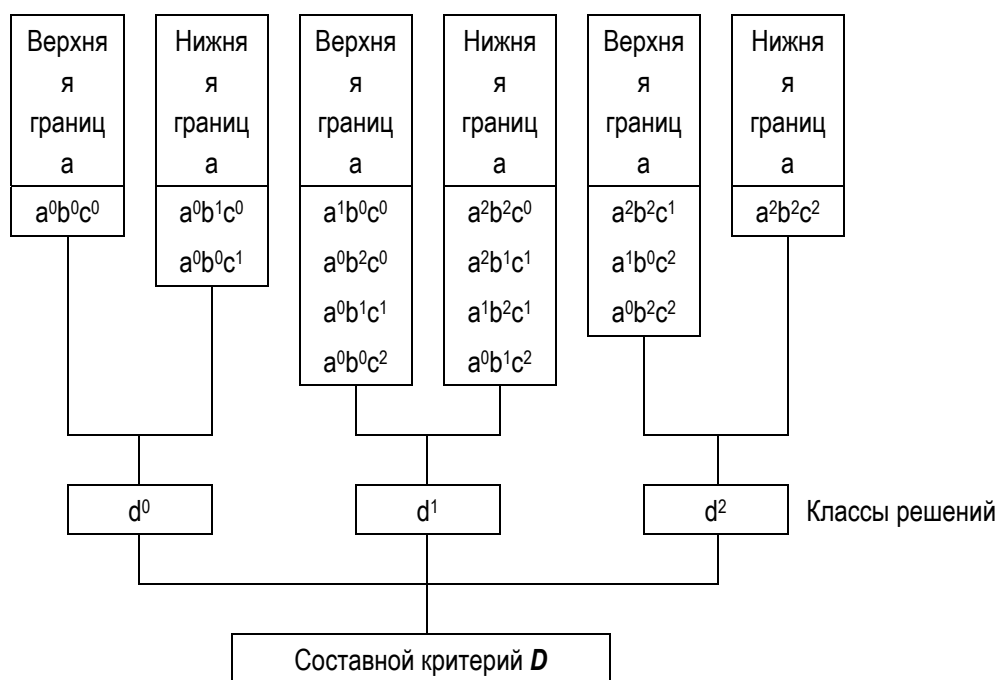 Верхня
я
границ
а
a⁰b⁰c⁰
Нижня
я
границ
а
a⁰b¹c⁰
a⁰b⁰c¹
Верхня
я
границ
а
a¹b⁰c⁰
a⁰b²c⁰
a⁰b¹c¹
a⁰b⁰c²
Нижня
я
границ
а
a²b²c⁰
a²b¹c¹
a¹b²c¹
a⁰b¹c²
Верхня
я
границ
а
a²b²c¹
a¹b⁰c²
a⁰b²c²
Нижня
я
границ
а
a²b²c²
d⁰
d¹
d²
Классы решений
Составной критерий D